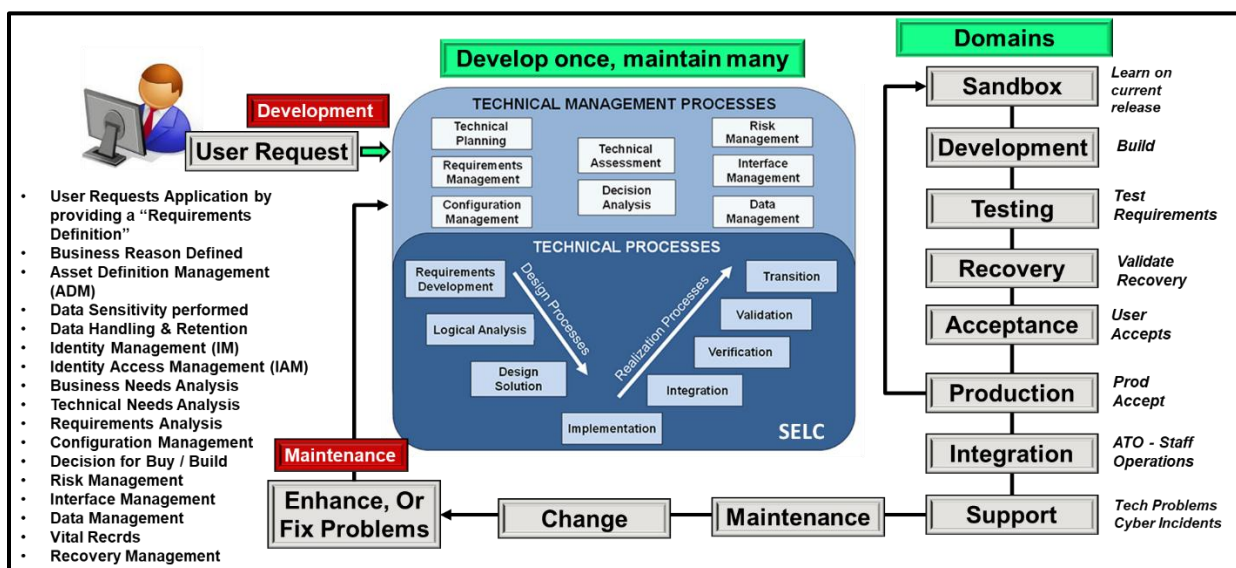 Develop once, maintain many
Development
User Request
• User Requests Application by
providing a “Requirements
Definition”
• Business Reason Defined
• Asset Definition Management
(ADM)
• Data Sensitivity performed
• Data Handling & Retention
• Identity Management (IM)
• Identity Access Management (IAM)
• Business Needs Analysis
• Technical Needs Analysis
• Requirements Analysis
• Configuration Management
• Decision for Buy / Build
• Risk Management
• Interface Management
• Data Management
• Vital Recrds
• Recovery Management
TECHNICAL MANAGEMENT PROCESSES
Technical
Planning
Requirements
Management
Configuration
Management
Technical
Assessment
Decision
Analysis
Risk
Management
Interface
Management
Data
Management
TECHNICAL PROCESSES
Requirements
Development
Logical Analysis
Design
Solution
Design Processes
Implementation
Realization Processes
Integration
Verification
Validation
Transition
SELC
Domains
Sandbox
Learn on
current
release
Development
Build
Testing
Test
Requirements
Recovery
Validate
Recovery
Acceptance
User
Accepts
Production
Prod
Accept
Integration
ATO - Staff
Operations
Support
Tech Problems
Cyber Incidents
Maintenance
Change
Enhance, Or
Fix Problems
Maintenance